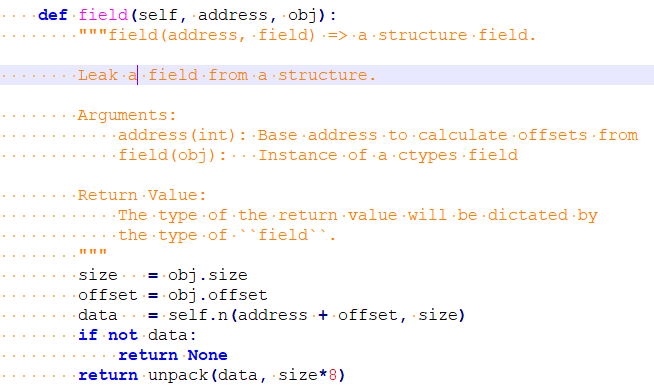 def field(self, address, obj):
"""field(address, field) => a structure field.
Leak a field from a structure.
Arguments:
address(int): Base address to calculate offsets from
field(obj):   Instance of a ctypes field
Return Value:
The type of the return value will be dictated by
the type of ``field``.
"""
size   = obj.size
offset = obj.offset
data   = self.n(address + offset, size)
if not data:
return None
return unpack(data, size*8)